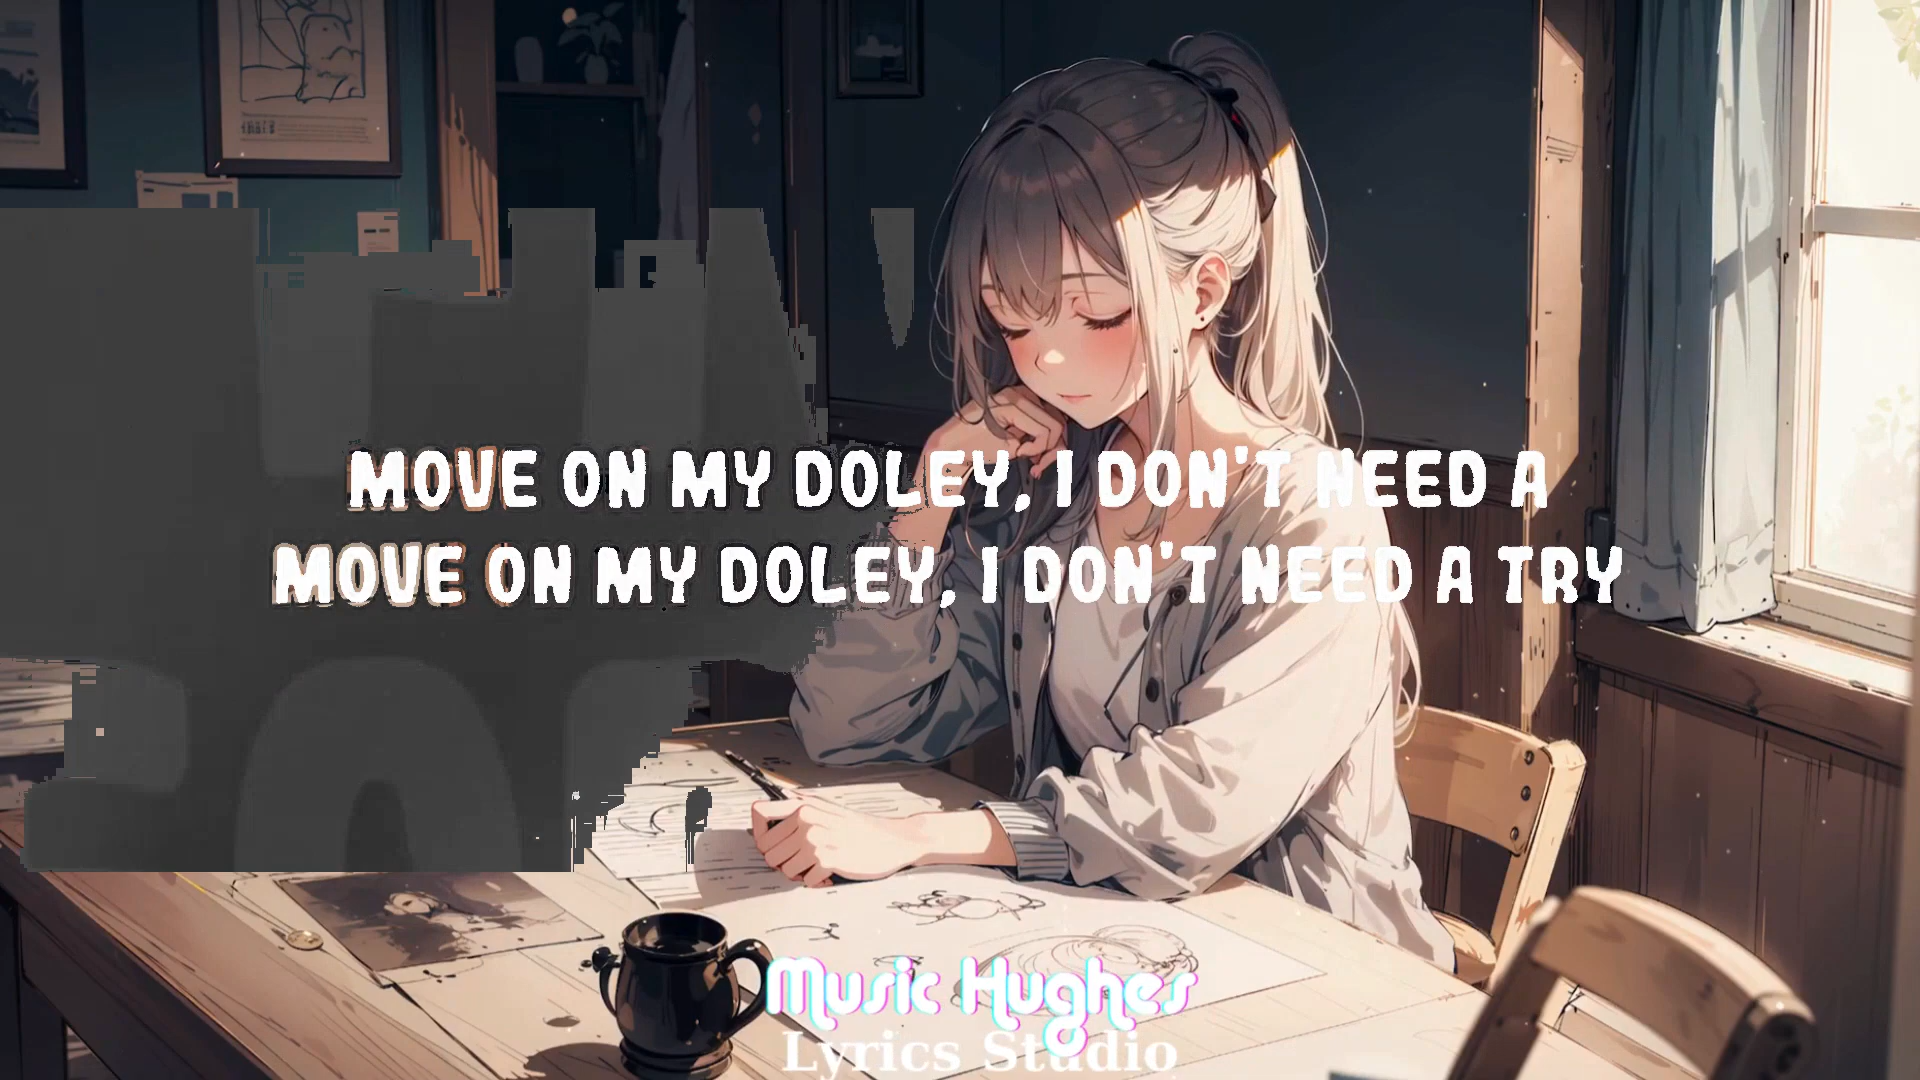 MOVE ON MY DOLEY, I DON'T NEED A
MOVE ON MY DOLEY, I DON'T NEED A TRY
Music Hughes
Lyrics Studio